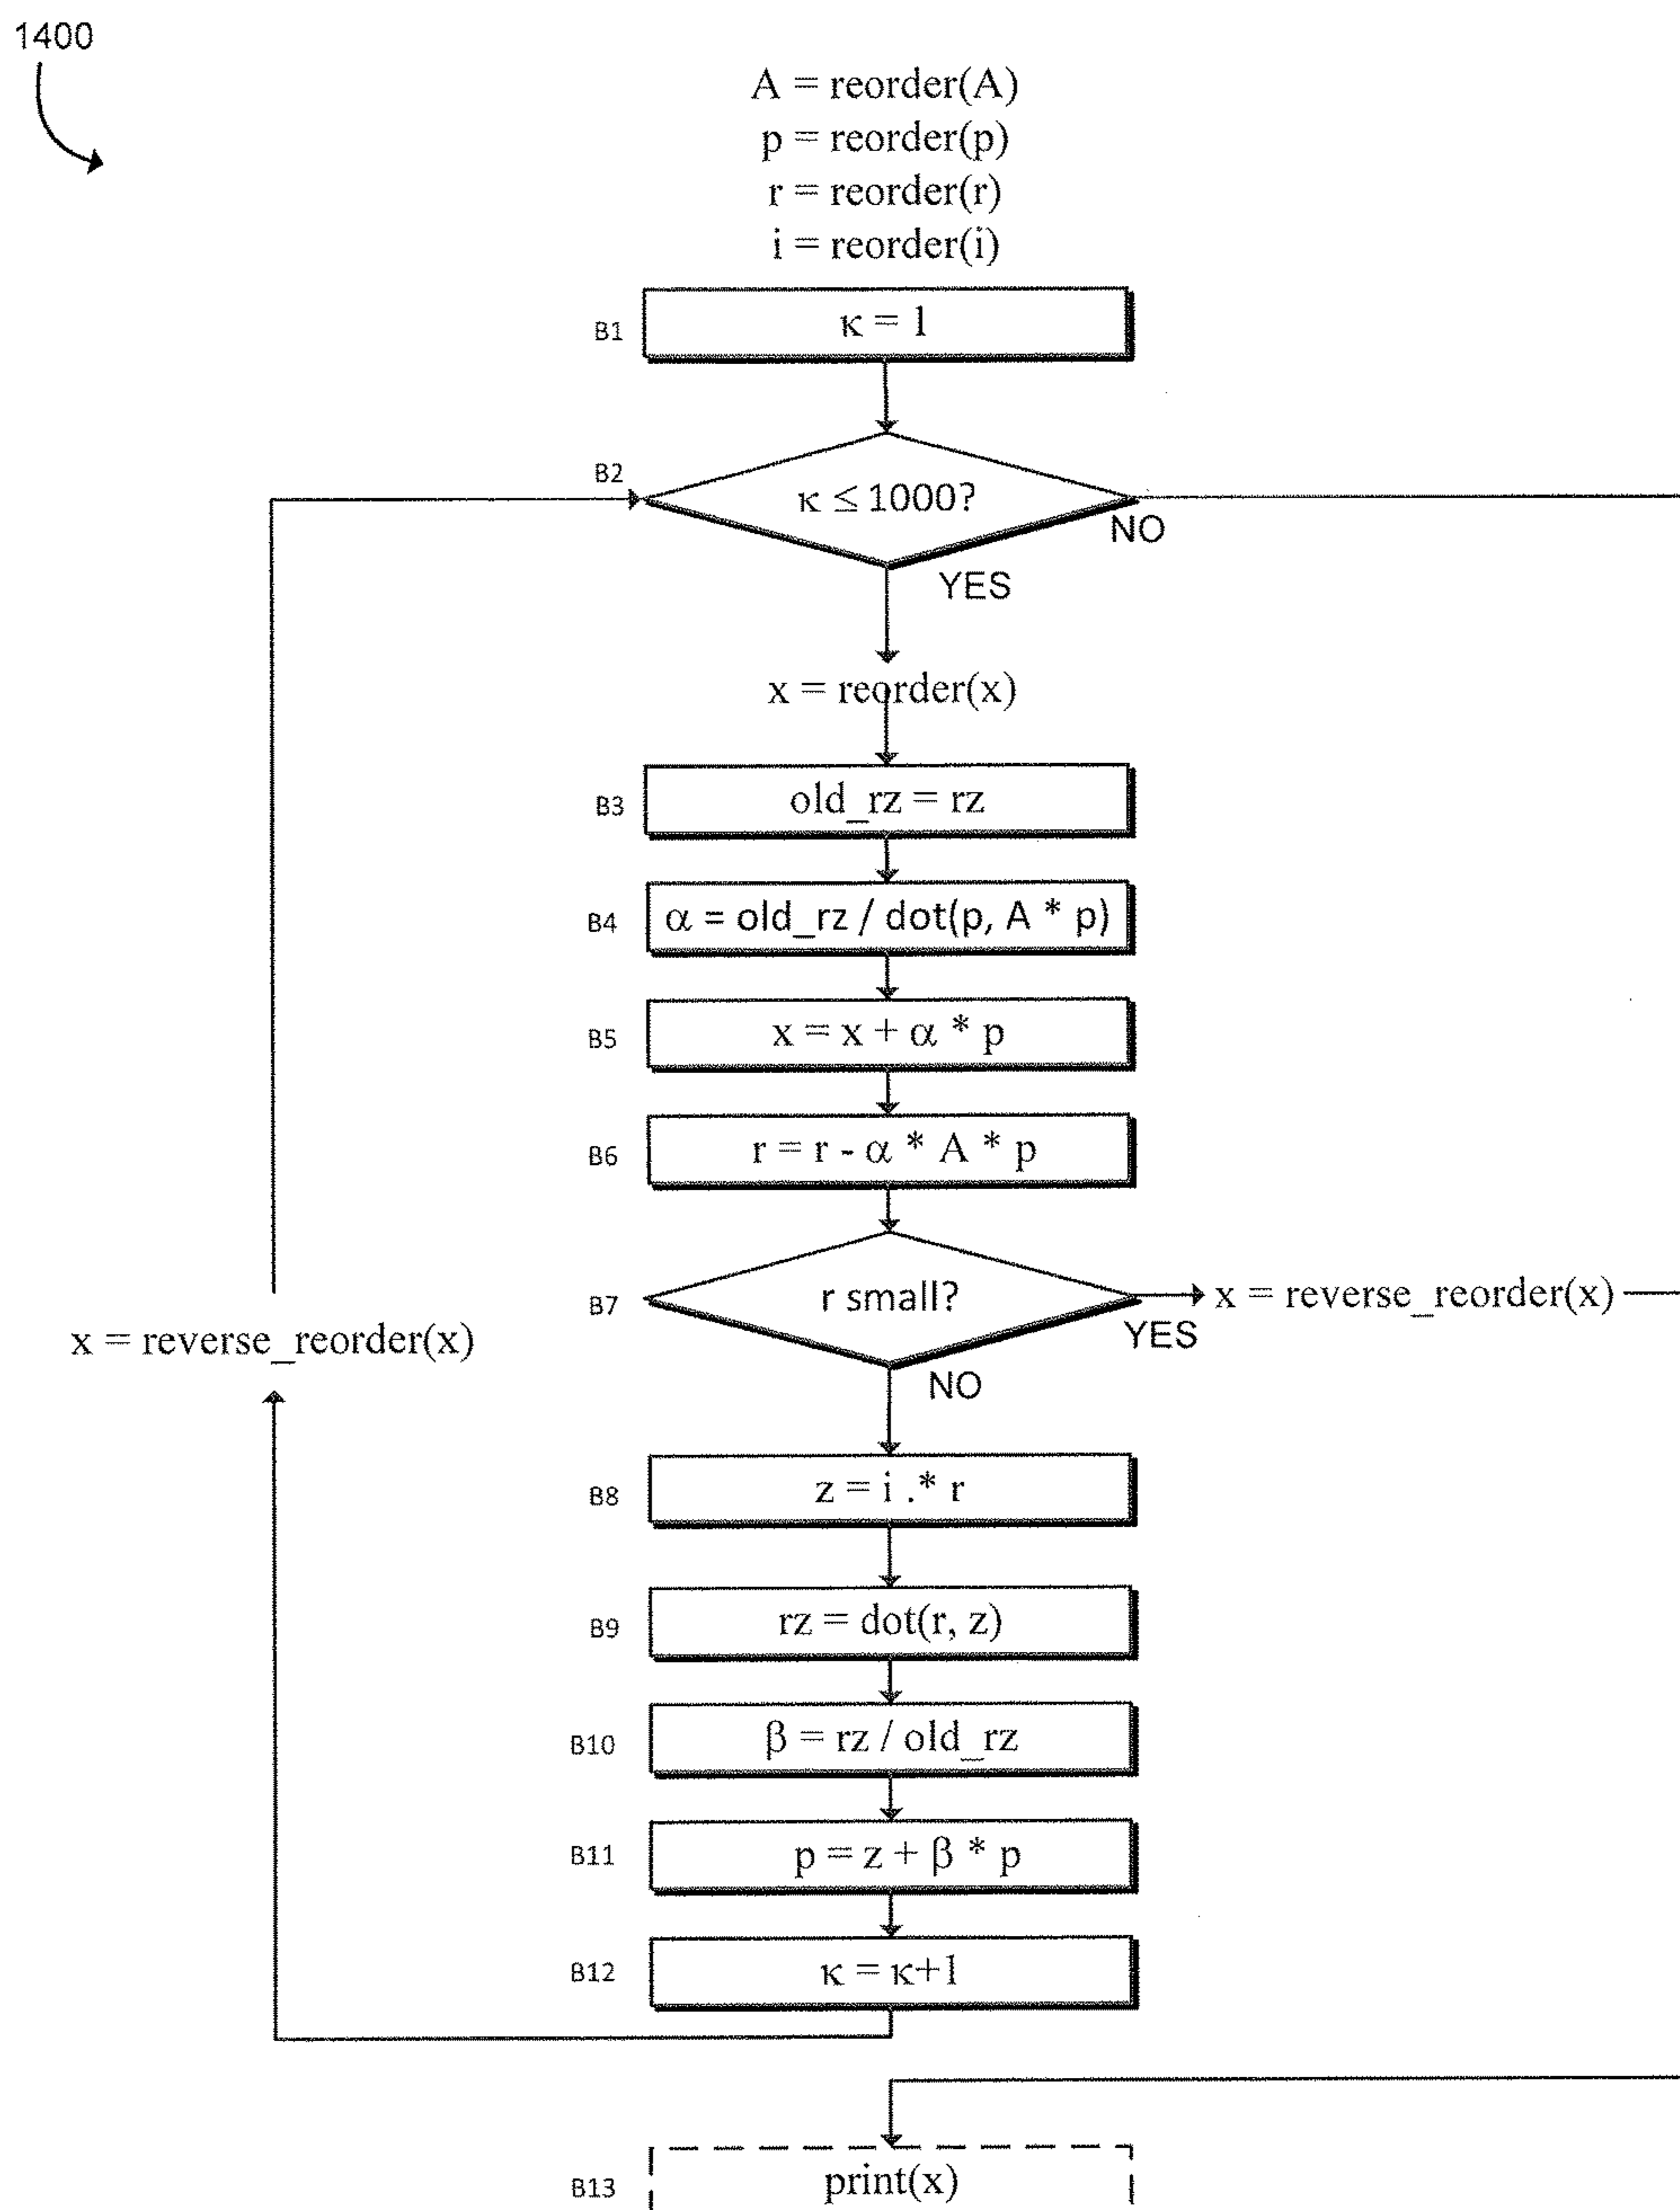 1400
A = reorder(A)
p = reorder(p)
r = reorder(r)
i = reorder(i)
B1
κ = 1
B2
κ ≤ 1000?
NO
YES
x = reorder(x)
B3
old_rz = rz
B4
α = old_rz / dot(p, A * p)
B5
x = x + α * p
B6
r = r - α * A * p
B7
r small?
YES
x = reverse_reorder(x)
x = reverse_reorder(x)
NO
B8
z = i .* r
B9
rz = dot(r, z)
B10
β = rz / old_rz
B11
p = z + β * p
B12
κ = κ+1
B13
print(x)